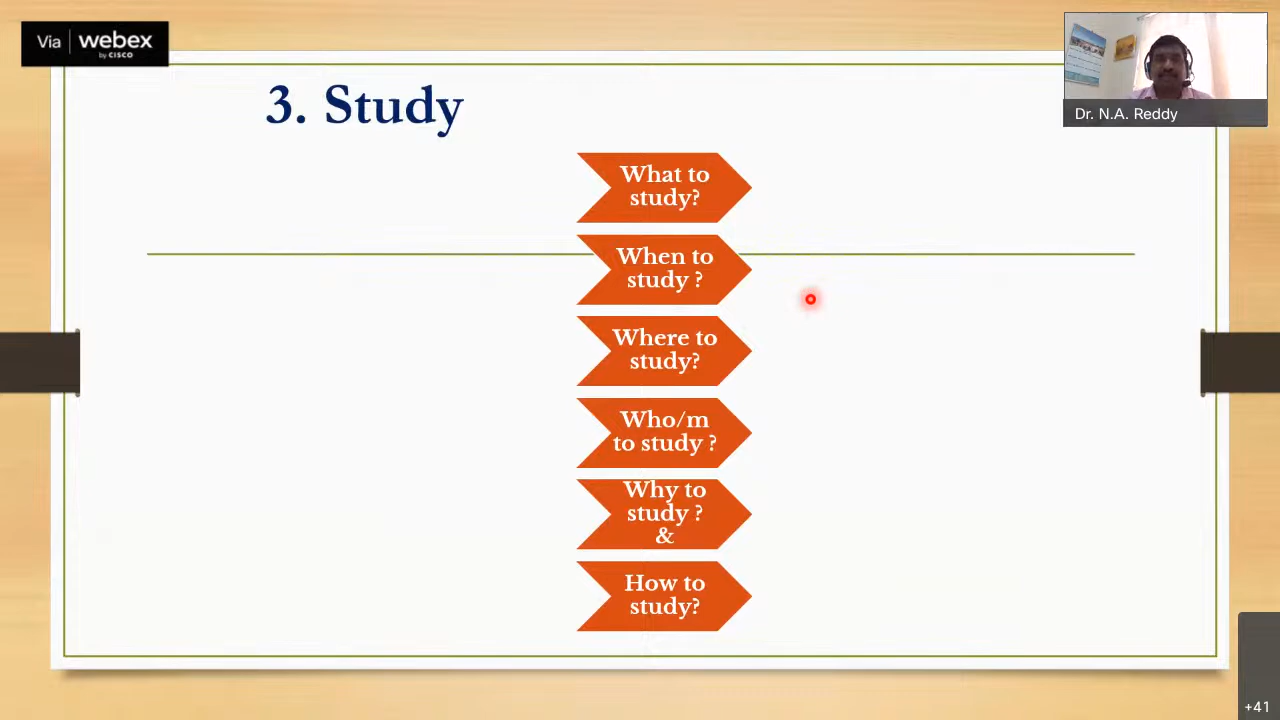 Via webex
by CISCO
Dr. N.A. Reddy
3. Study
What to
study?
When to
study ?
Where to
study?
Who/m
to study ?
Why to
study ?
&
How to
study?
+41